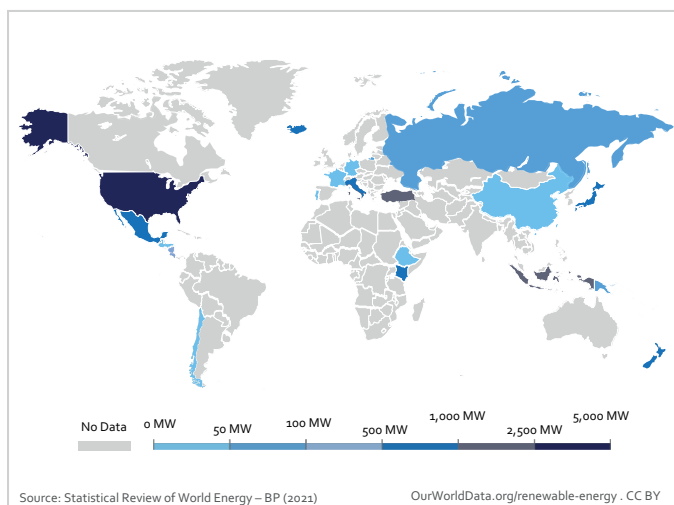 No Data
0 MW
50 MW
100 MW
500 MW
1,000 MW
2,500 MW
5,000 MW
Source: Statistical Review of World Energy – BP (2021)
OurWorldData.org/renewable-energy . CC BY